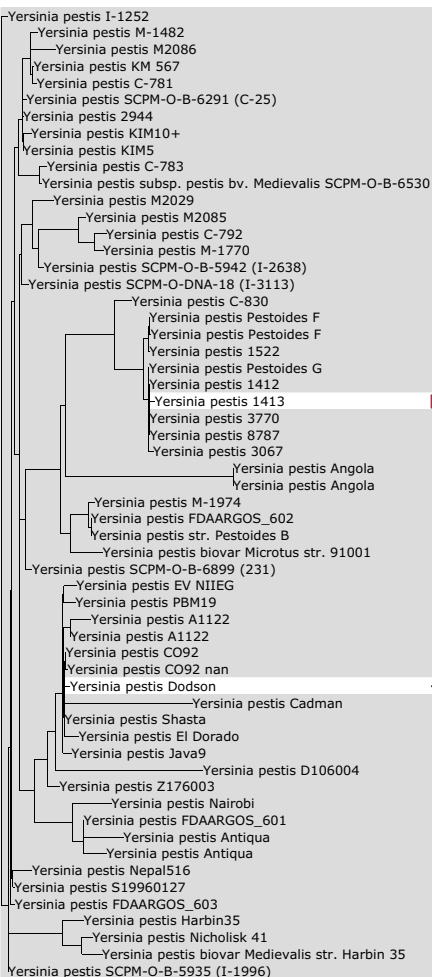 Yersinia pestis I-1252
Yersinia pestis M-1482
Yersinia pestis M2086
Yersinia pestis KM 567
Yersinia pestis C-781
Yersinia pestis SCPM-O-B-6291 (C-25)
Yersinia pestis 2944
Yersinia pestis KIM10+
Yersinia pestis KIM5
Yersinia pestis C-783
Yersinia pestis subsp. pestis bv. Medievalis SCPM-O-B-6530
Yersinia pestis M2029
Yersinia pestis M2085
Yersinia pestis C-792
Yersinia pestis M-1770
Yersinia pestis SCPM-O-B-5942 (I-2638)
Yersinia pestis SCPM-O-DNA-18 (I-3113)
Yersinia pestis C-830
Yersinia pestis Pestoides F
Yersinia pestis Pestoides F
Yersinia pestis 1522
Yersinia pestis Pestoides G
Yersinia pestis 1412
Yersinia pestis 1413
Yersinia pestis 3770
Yersinia pestis 8787
Yersinia pestis 3067
Yersinia pestis Angola
Yersinia pestis Angola
Yersinia pestis M-1974
Yersinia pestis FDAARGOS_602
Yersinia pestis str. Pestoides B
Yersinia pestis biovar Microtus str. 91001
Yersinia pestis SCPM-O-B-6899 (231)
Yersinia pestis EV NIIEG
Yersinia pestis PBM19
Yersinia pestis A1122
Yersinia pestis A1122
Yersinia pestis CO92
Yersinia pestis CO92 nan
Yersinia pestis Dodson
Yersinia pestis Cadman
Yersinia pestis Shasta
Yersinia pestis El Dorado
Yersinia pestis Java9
Yersinia pestis D106004
Yersinia pestis Z176003
Yersinia pestis Nairobi
Yersinia pestis FDAARGOS_601
Yersinia pestis Antiqua
Yersinia pestis Antiqua
Yersinia pestis Nepal516
Yersinia pestis S19960127
Yersinia pestis FDAARGOS_603
Yersinia pestis Harbin35
Yersinia pestis Nicholisk 41
Yersinia pestis biovar Medievalis str. Harbin 35
Yersinia pestis SCPM-O-B-5935 (I-1996)